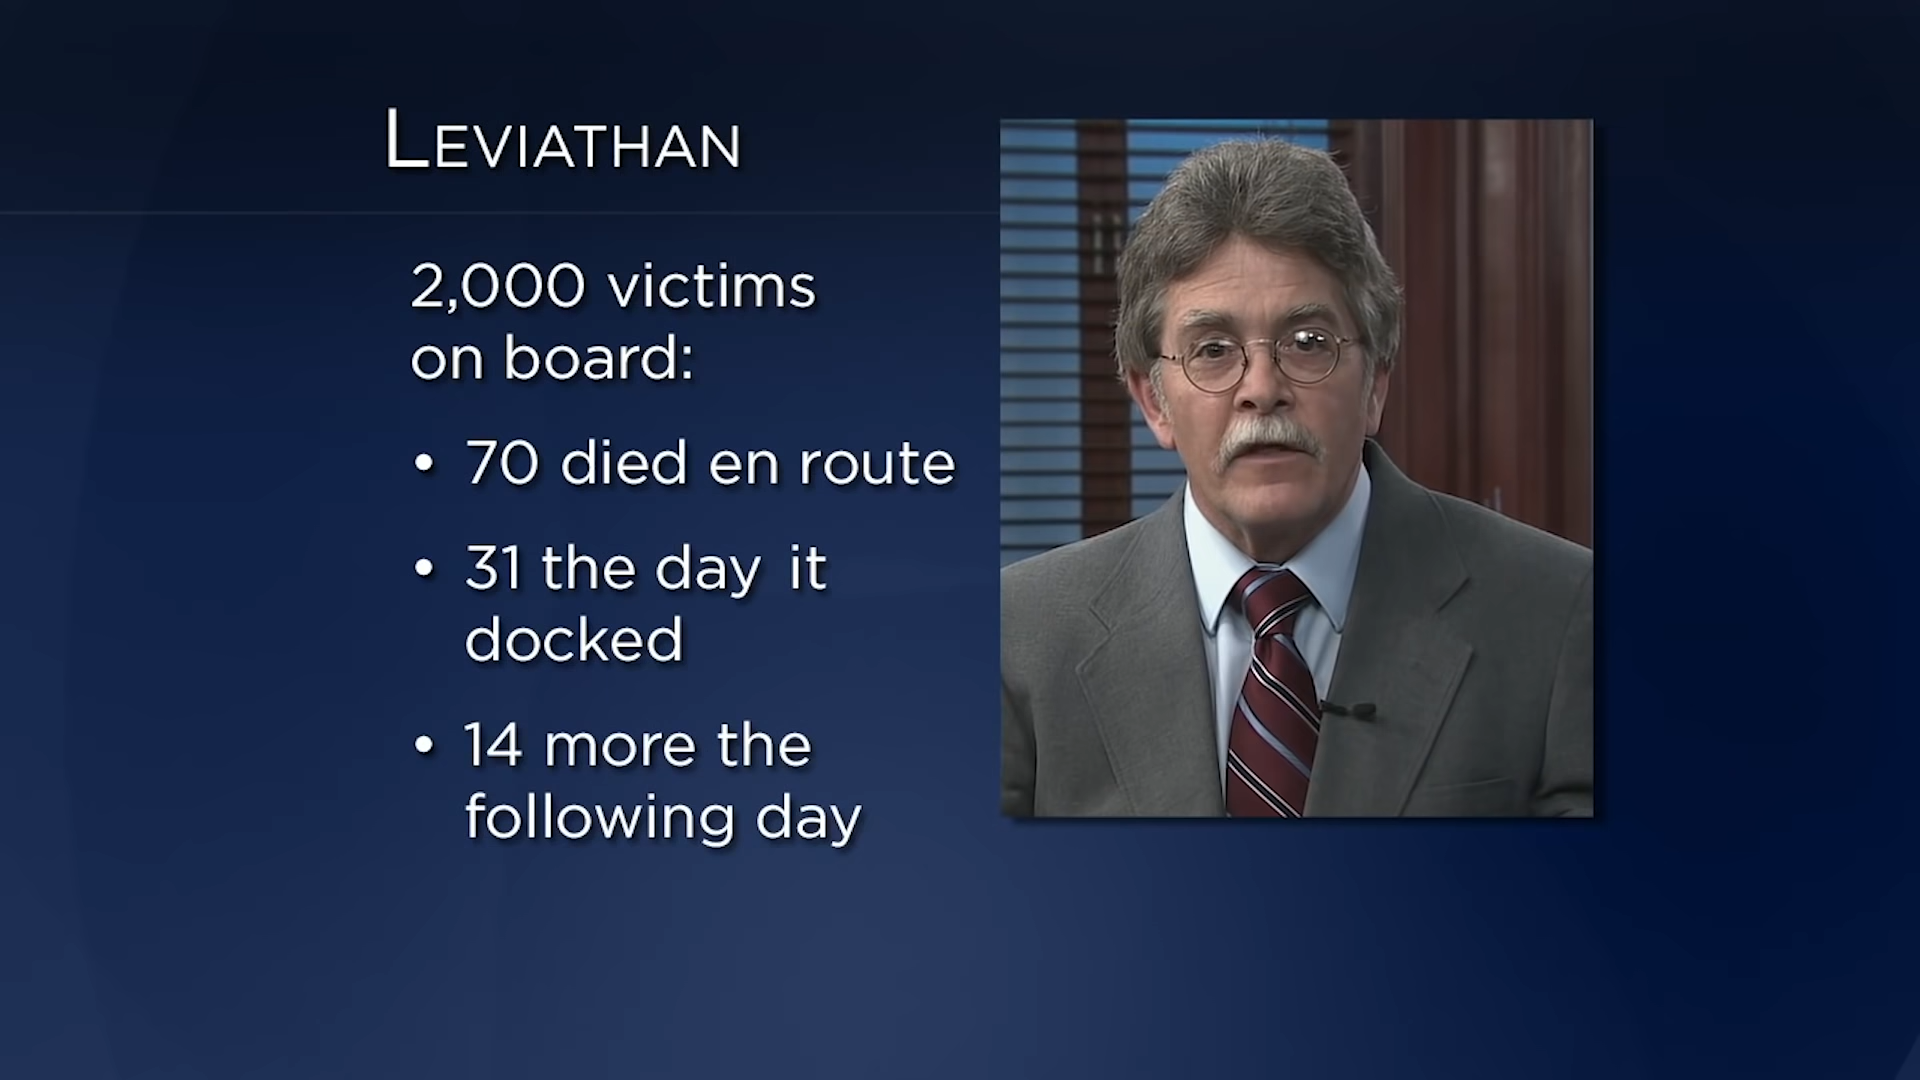 LEVIATHAN
2,000 victims
on board:
• 70 died en route
• 31 the day it
docked
• 14 more the
following day